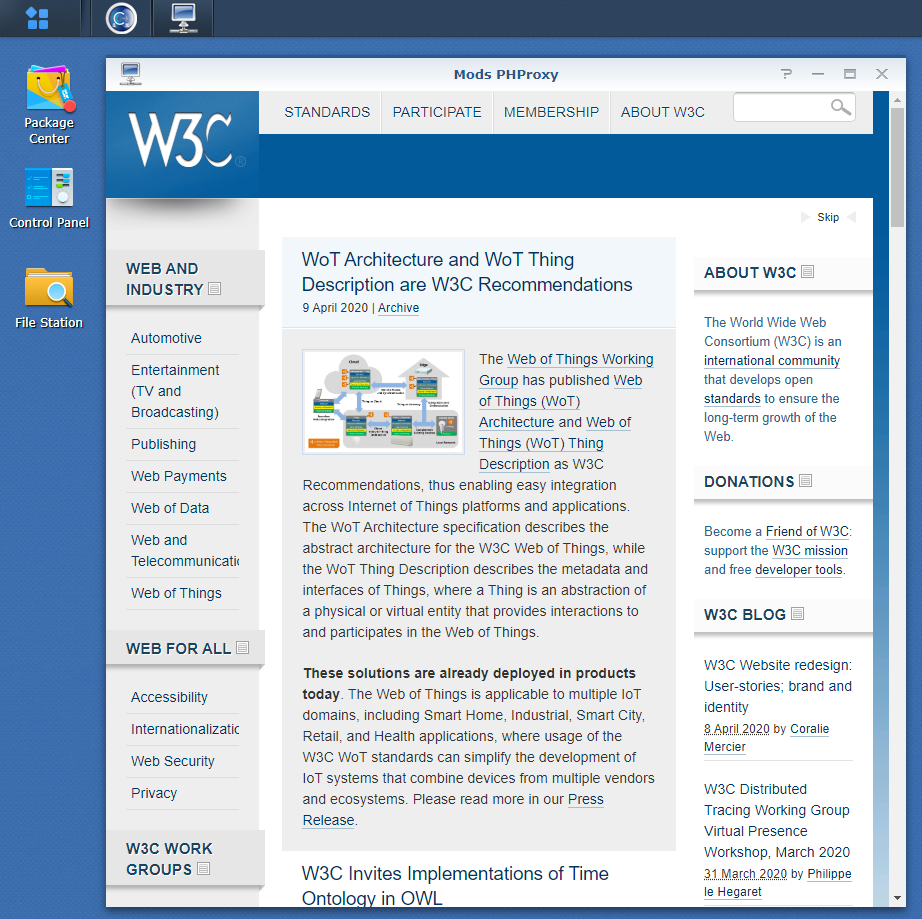 Mods PHProxy
Package
Center
Control Panel
File Station
W3C®
STANDARDS
PARTICIPATE
MEMBERSHIP
ABOUT W3C
Skip
WEB AND
INDUSTRY
Automotive
Entertainment
(TV and
Broadcasting)
Publishing
Web Payments
Web of Data
Web and
Telecommunicatio
Web of Things
WEB FOR ALL
Accessibility
Internationalizatic
Web Security
Privacy
W3C WORK
GROUPS
WoT Architecture and WoT Thing
Description are W3C Recommendations
9 April 2020 | Archive
The Web of Things Working
Group has published Web
of Things (WoT)
Architecture and Web of
Things (WoT) Thing
Description as W3C
Recommendations, thus enabling easy integration
across Internet of Things platforms and applications.
The WoT Architecture specification describes the
abstract architecture for the W3C Web of Things, while
the WoT Thing Description describes the metadata and
interfaces of Things, where a Thing is an abstraction of
a physical or virtual entity that provides interactions to
and participates in the Web of Things.
These solutions are already deployed in products
today. The Web of Things is applicable to multiple IoT
domains, including Smart Home, Industrial, Smart City,
Retail, and Health applications, where usage of the
W3C WoT standards can simplify the development of
IoT systems that combine devices from multiple vendors
and ecosystems. Please read more in our Press
Release.
W3C Invites Implementations of Time
Ontology in OWL
ABOUT W3C
The World Wide Web
Consortium (W3C) is an
international community
that develops open
standards to ensure the
long-term growth of the
Web.
DONATIONS
Become a Friend of W3C:
support the W3C mission
and free developer tools.
W3C BLOG
W3C Website redesign:
User-stories; brand and
identity
8 April 2020 by Coralie
Mercier
W3C Distributed
Tracing Working Group
Virtual Presence
Workshop, March 2020
31 March 2020 by Philippe
le Hegaret